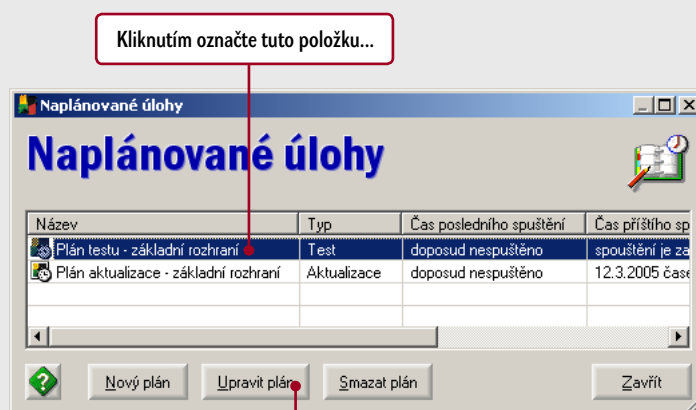 Kliknutím označte tuto položku...
Naplánované úlohy
Naplánované úlohy
Název Typ Čas posledního spuštění Čas příštího sp
Plán testu - základní rozhraní Test doposud nespuštěno spouštění je za
Plán aktualizace - základní rozhraní Aktualizace doposud nespuštěno 12.3.2005 čase
Nový plán Upravit plán Smazat plán Zavřít